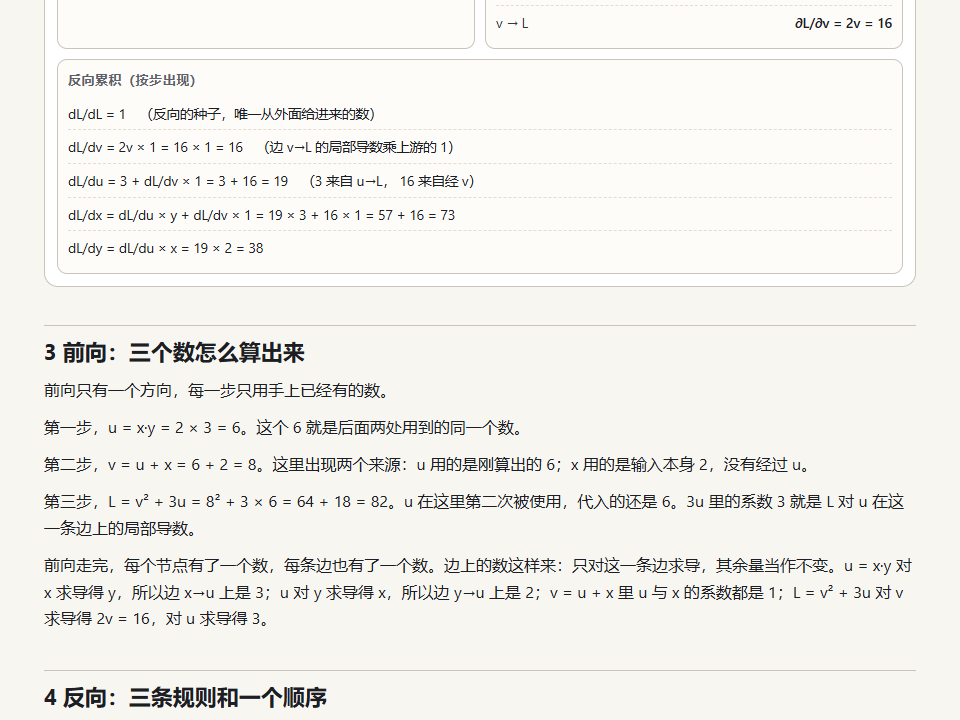 v → L ∂L/∂v = 2v = 16
反向累积（按步出现）
dL/dL = 1 （反向的种子，唯一从外面给进来的数）
dL/dv = 2v × 1 = 16 × 1 = 16 （边 v→L 的局部导数乘上游的 1）
dL/du = 3 + dL/dv × 1 = 3 + 16 = 19 （3 来自 u→L， 16 来自经 v）
dL/dx = dL/du × y + dL/dv × 1 = 19 × 3 + 16 × 1 = 57 + 16 = 73
dL/dy = dL/du × x = 19 × 2 = 38
3 前向：三个数怎么算出来
前向只有一个方向，每一步只用手上已经有的数。
第一步，u = x·y = 2 × 3 = 6。这个 6 就是后面两处用到的同一个数。
第二步，v = u + x = 6 + 2 = 8。这里出现两个来源：u 用的是刚算出的 6；x 用的是输入本身 2，没有经过 u。
第三步，L = v² + 3u = 8² + 3 × 6 = 64 + 18 = 82。u 在这里第二次被使用，代入的还是 6。3u 里的系数 3 就是 L 对 u 在这
一条边上的局部导数。
前向走完，每个节点有了一个数，每条边也有了一个数。边上的数这样来：只对这一条边求导，其余量当作不变。u = x·y 对
x 求导得 y，所以边 x→u 上是 3；u 对 y 求导得 x，所以边 y→u 上是 2；v = u + x 里 u 与 x 的系数都是 1；L = v² + 3u 对 v
求导得 2v = 16，对 u 求导得 3。
4 反向：三条规则和一个顺序